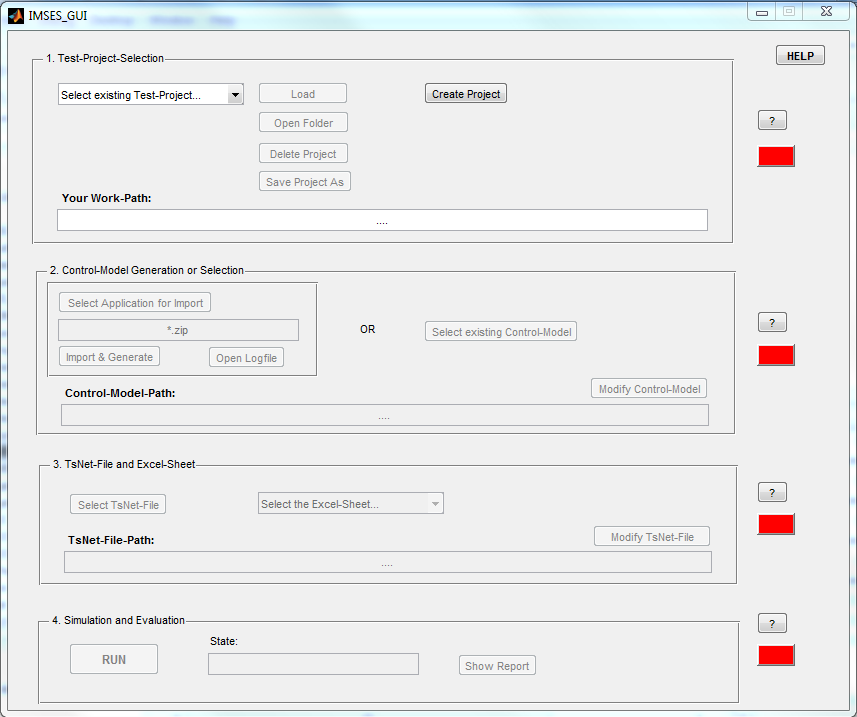 IMSES_GUI
HELP
1. Test-Project-Selection
Select existing Test-Project...
Load
Create Project
Open Folder
?
Delete Project
Save Project As
Your Work-Path:
....
2. Control-Model Generation or Selection
Select Application for Import
*.zip
OR
Select existing Control-Model
?
Import & Generate
Open Logfile
Control-Model-Path:
Modify Control-Model
....
3. TsNet-File and Excel-Sheet
Select TsNet-File
Select the Excel-Sheet...
?
TsNet-File-Path:
Modify TsNet-File
....
4. Simulation and Evaluation
?
State:
RUN
Show Report